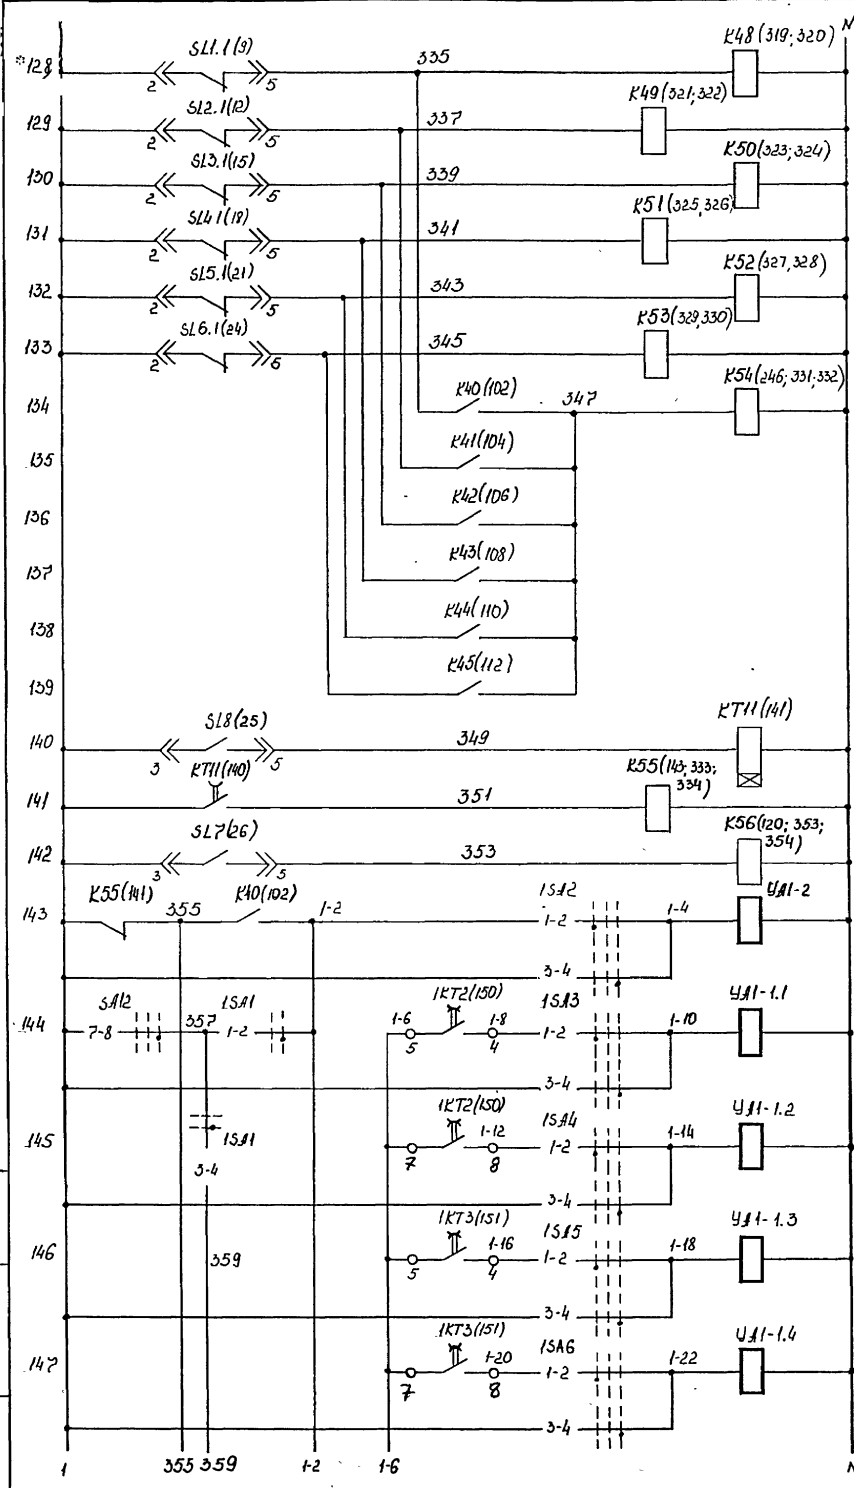 N
K48(319; 320)
*128 SL1.1(9) 2 5 335
K49(321; 322)
129 SL2.1(12) 2 5 337
K50(323; 324)
130 SL3.1(15) 2 5 339
K51(325, 326)
131 SL4.1(18) 2 5 341
K52(327, 328)
132 SL5.1(21) 2 5 343
K53(329, 330)
133 SL6.1(24) 2 5 345
K54(246; 331, 332)
134 K40(102) 347
135 K41(104)
136 K42(106)
137 K43(108)
138 K44(110)
139 K45(112)
KT11(141)
140 SL8(25) 3 5 349
K55(143; 333;
334)
141 KT11(140) 351
K56(120; 353;
354)
142 SL7(26) 3 5 353
143 K55(141) 355 K40(102) 1-2 1SA2 1-2 1-4 YA1-2
3-4
144 SA12 7-8 357 1SA1 1-2 1-6 5 1KT2(150) 1-8 4 1SA3 1-2 1-10 YA1-1.1
3-4
1SA1
3-4
145 7 1KT2(150) 1-12 8 1SA4 1-2 1-14 YA1-1.2
3-4
146 359 5 1KT3(151) 1-16 4 1SA5 1-2 1-18 YA1-1.3
3-4
147 7 1KT3(151) 1-20 8 1SA6 1-2 1-22 YA1-1.4
3-4
1 355 359 1-2 1-6 N